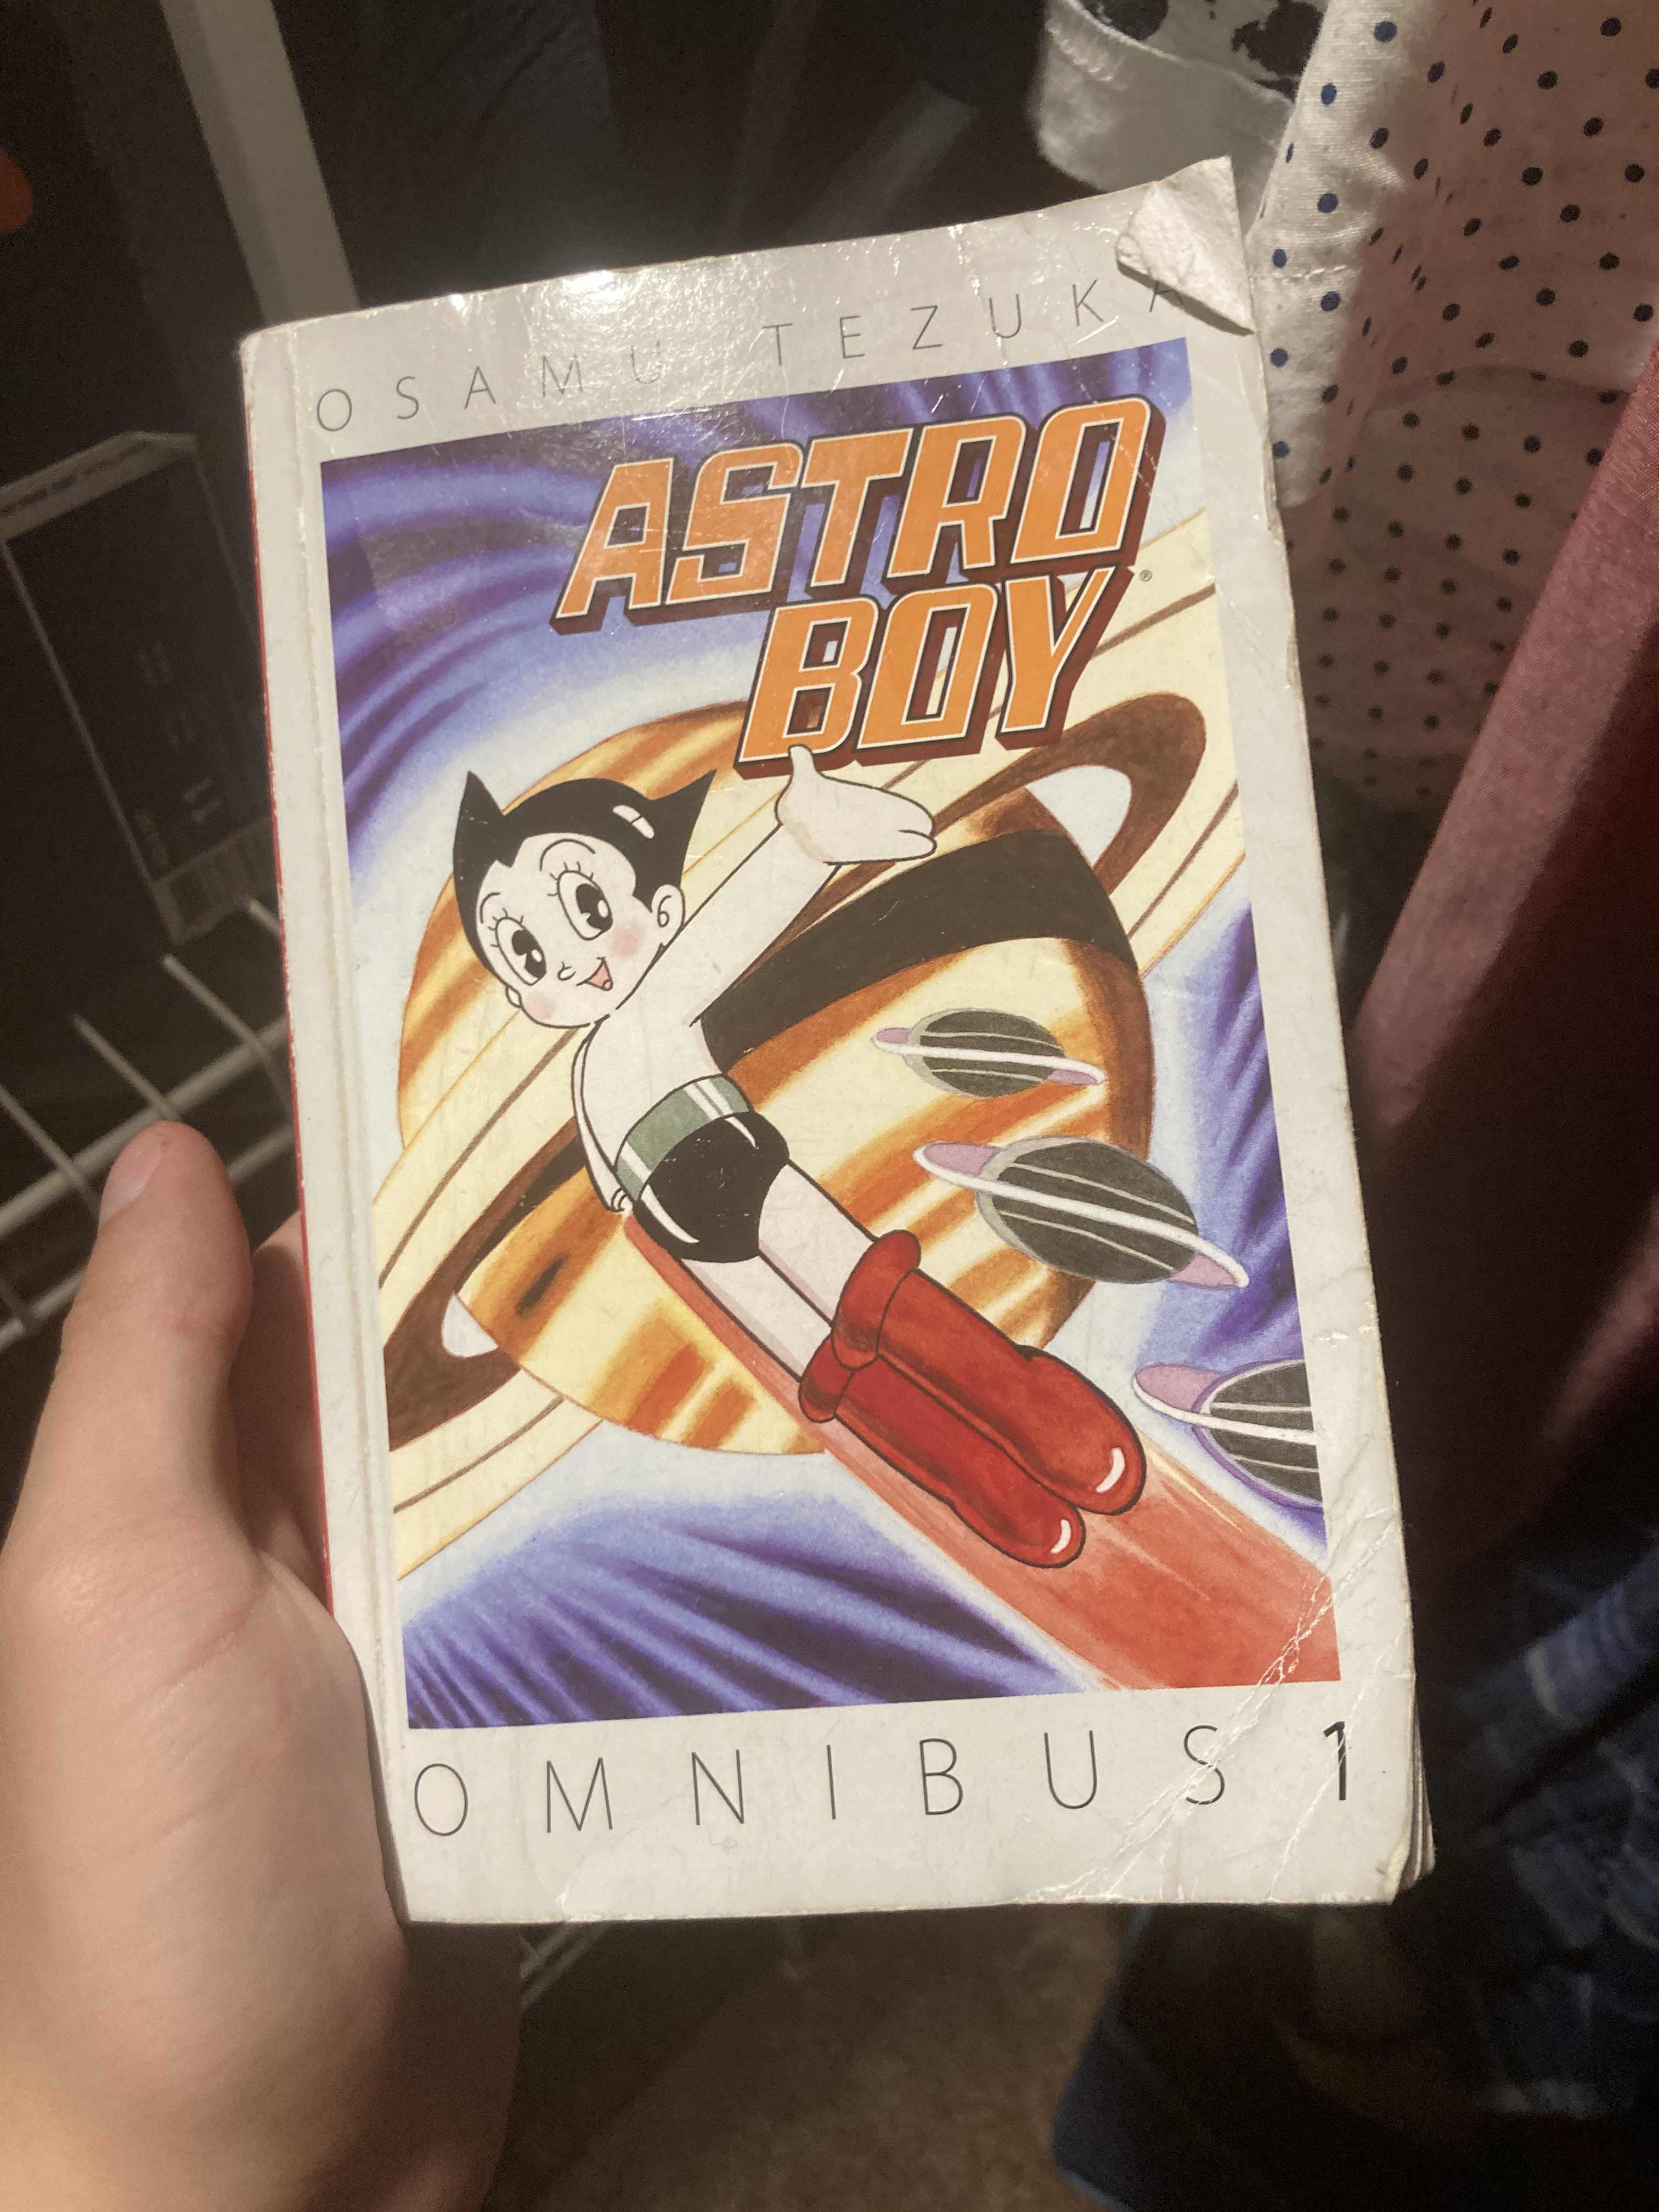 OSAMU TEZUKA
ASTRO
BOY®
OMNIBUS 1